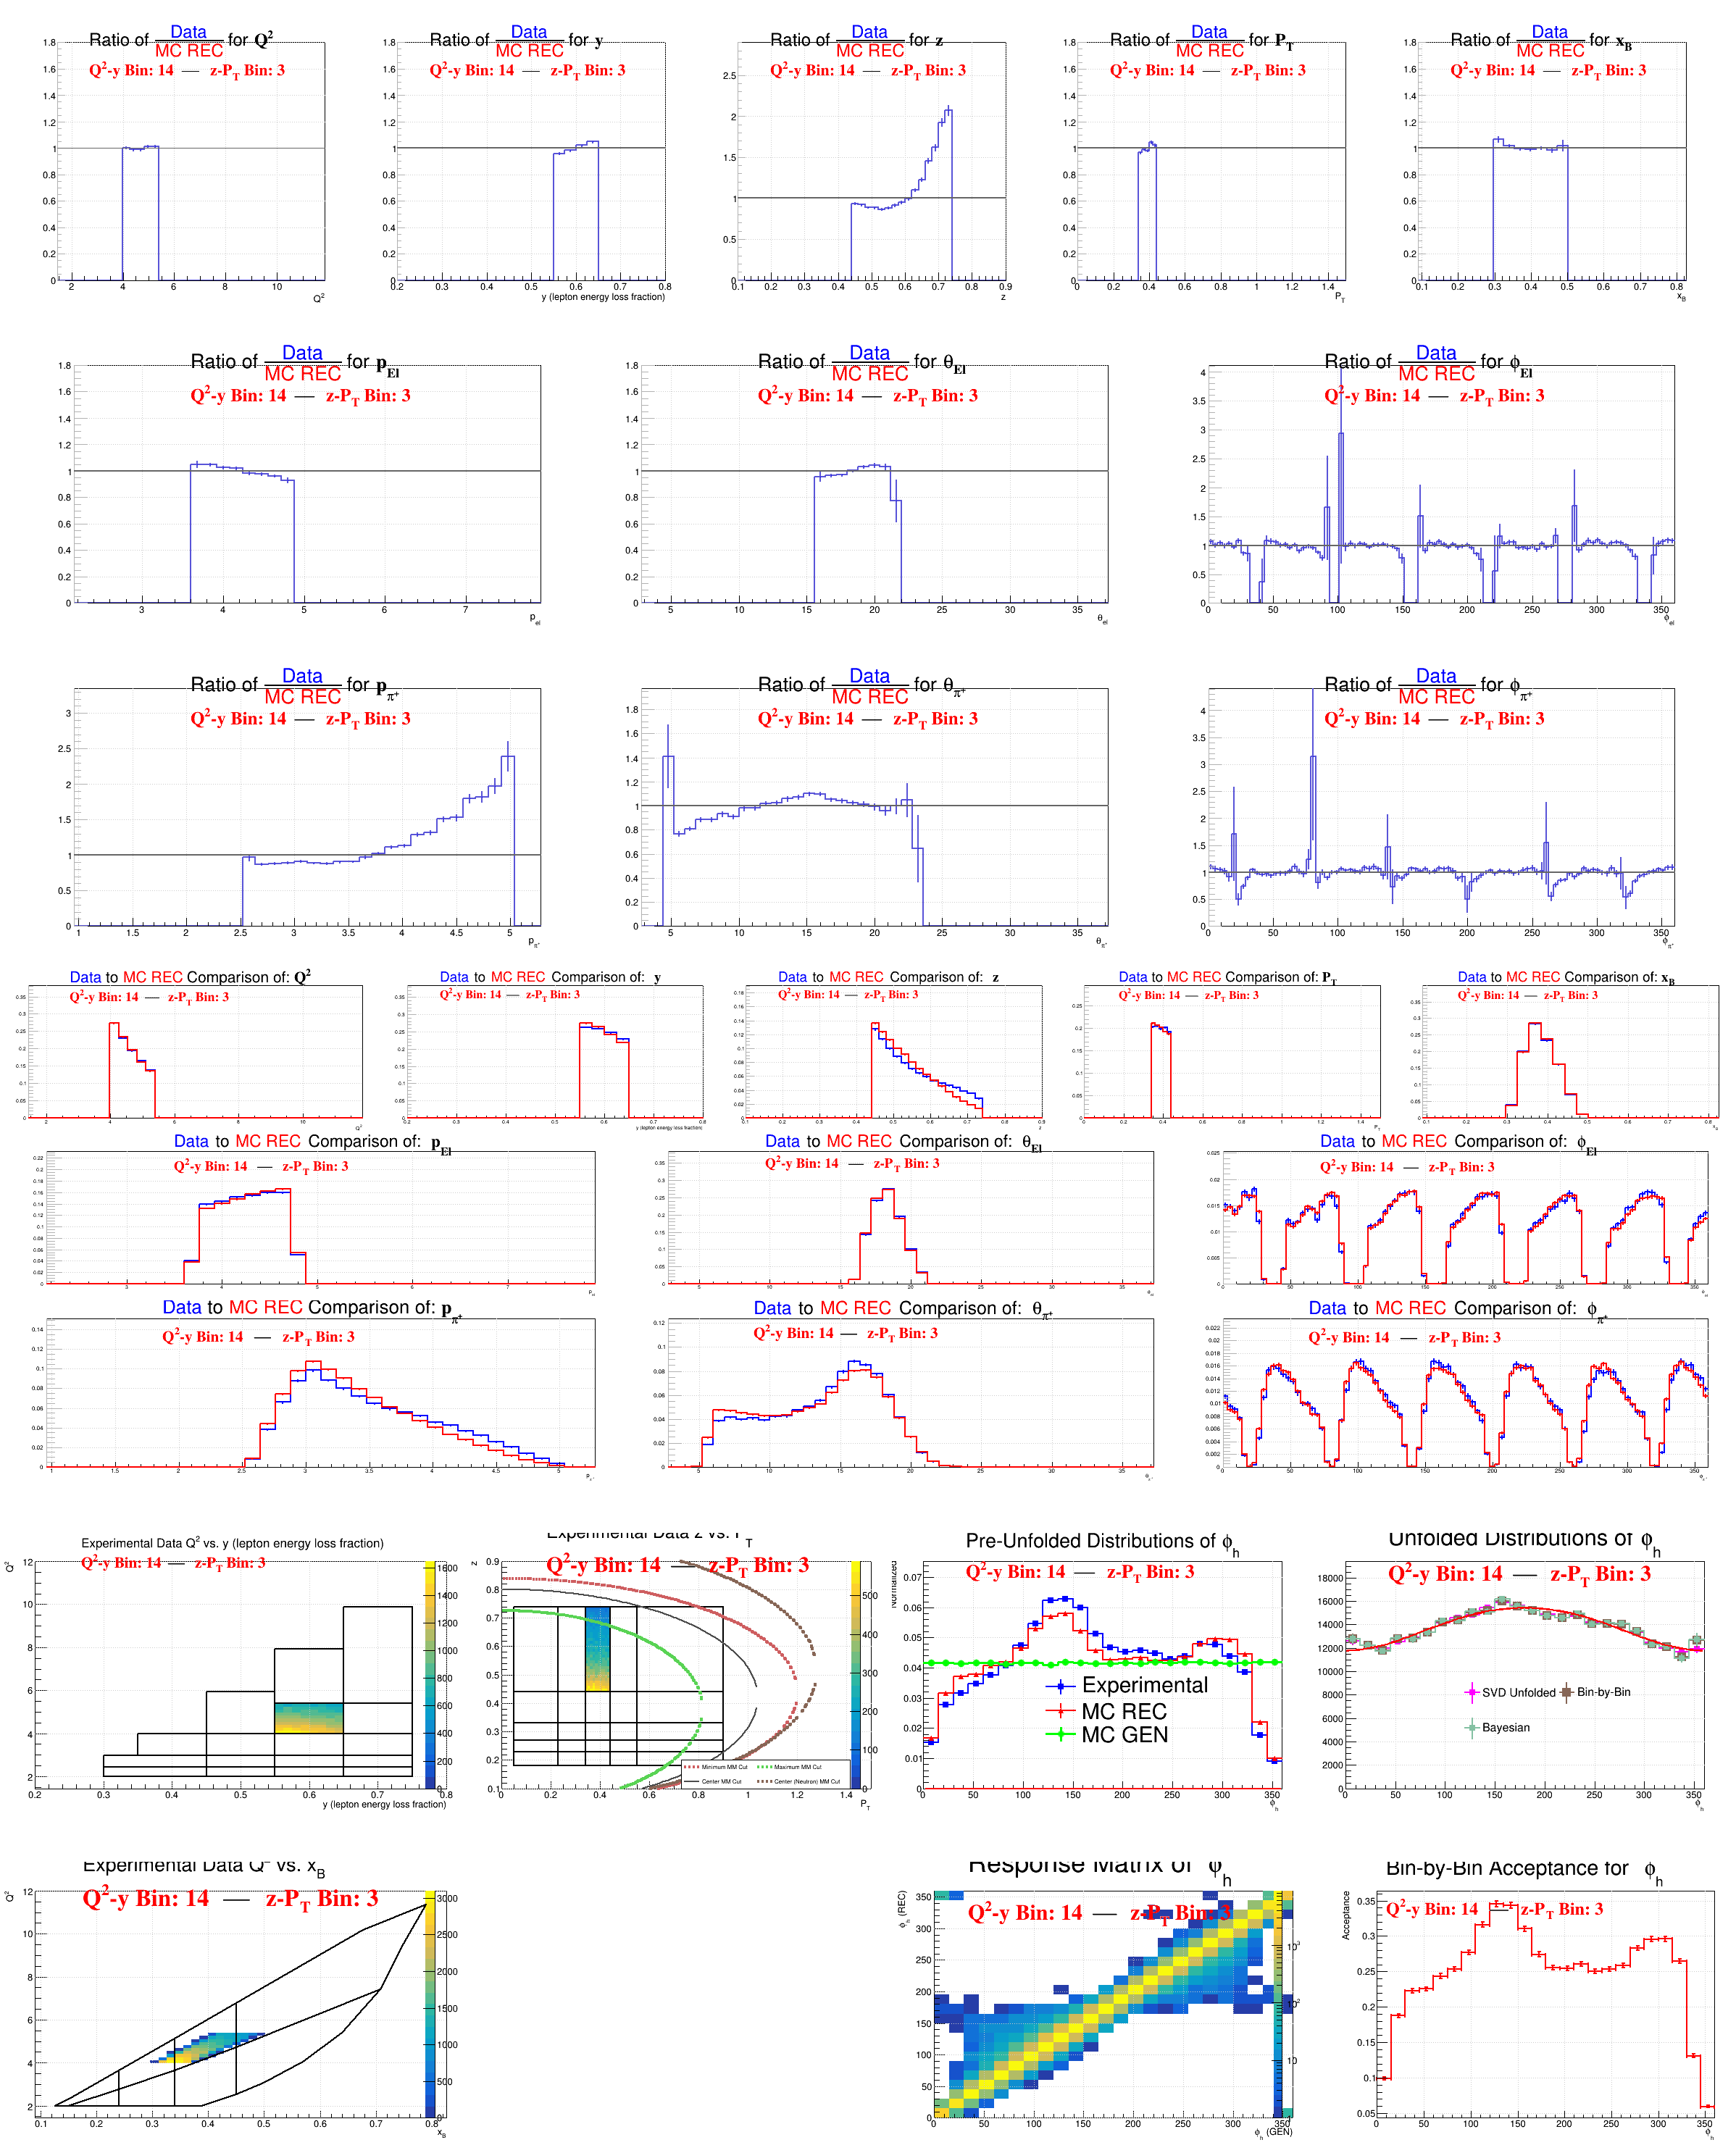 Ratio of Data / MC REC for Q²
Q²-y Bin: 14 — z-P_T Bin: 3
Q²
Ratio of Data / MC REC for y
Q²-y Bin: 14 — z-P_T Bin: 3
y (lepton energy loss fraction)
Ratio of Data / MC REC for z
Q²-y Bin: 14 — z-P_T Bin: 3
z
Ratio of Data / MC REC for P_T
Q²-y Bin: 14 — z-P_T Bin: 3
P_T
Ratio of Data / MC REC for x_B
Q²-y Bin: 14 — z-P_T Bin: 3
x_B
Ratio of Data / MC REC for p_El
Q²-y Bin: 14 — z-P_T Bin: 3
p_el
Ratio of Data / MC REC for θ_El
Q²-y Bin: 14 — z-P_T Bin: 3
θ_el
Ratio of Data / MC REC for ϕ_El
Q²-y Bin: 14 — z-P_T Bin: 3
ϕ_el
Ratio of Data / MC REC for p_π⁺
Q²-y Bin: 14 — z-P_T Bin: 3
p_π⁺
Ratio of Data / MC REC for θ_π⁺
Q²-y Bin: 14 — z-P_T Bin: 3
θ_π⁺
Ratio of Data / MC REC for ϕ_π⁺
Q²-y Bin: 14 — z-P_T Bin: 3
ϕ_π⁺
Data to MC REC Comparison of: Q²
Q²-y Bin: 14 — z-P_T Bin: 3
Data to MC REC Comparison of: y
Q²-y Bin: 14 — z-P_T Bin: 3
y (lepton energy loss fraction)
Data to MC REC Comparison of: z
Q²-y Bin: 14 — z-P_T Bin: 3
Data to MC REC Comparison of: P_T
Q²-y Bin: 14 — z-P_T Bin: 3
Data to MC REC Comparison of: x_B
Q²-y Bin: 14 — z-P_T Bin: 3
Data to MC REC Comparison of: p_El
Q²-y Bin: 14 — z-P_T Bin: 3
Data to MC REC Comparison of: θ_El
Q²-y Bin: 14 — z-P_T Bin: 3
Data to MC REC Comparison of: ϕ_El
Q²-y Bin: 14 — z-P_T Bin: 3
Data to MC REC Comparison of: p_π⁺
Q²-y Bin: 14 — z-P_T Bin: 3
Data to MC REC Comparison of: θ_π⁺
Q²-y Bin: 14 — z-P_T Bin: 3
Data to MC REC Comparison of: ϕ_π⁺
Q²-y Bin: 14 — z-P_T Bin: 3
Experimental Data Q² vs. y (lepton energy loss fraction)
Q²-y Bin: 14 — z-P_T Bin: 3
Q²
y (lepton energy loss fraction)
Experimental Data z vs. P_T
Q²-y Bin: 14 — z-P_T Bin: 3
Minimum MM Cut
Maximum MM Cut
Center MM Cut
Center (Neutron) MM Cut
P_T
Pre-Unfolded Distributions of ϕ_h
Q²-y Bin: 14 — z-P_T Bin: 3
Normalized
Experimental
MC REC
MC GEN
ϕ_h
Unfolded Distributions of ϕ_h
Q²-y Bin: 14 — z-P_T Bin: 3
SVD Unfolded
Bin-by-Bin
Bayesian
ϕ_h
Experimental Data Q² vs. x_B
Q²-y Bin: 14 — z-P_T Bin: 3
Q²
x_B
Response Matrix of ϕ_h
Q²-y Bin: 14 — z-P_T Bin: 3
ϕ_h (REC)
ϕ_h (GEN)
Bin-by-Bin Acceptance for ϕ_h
Q²-y Bin: 14 — z-P_T Bin: 3
Acceptance
ϕ_h